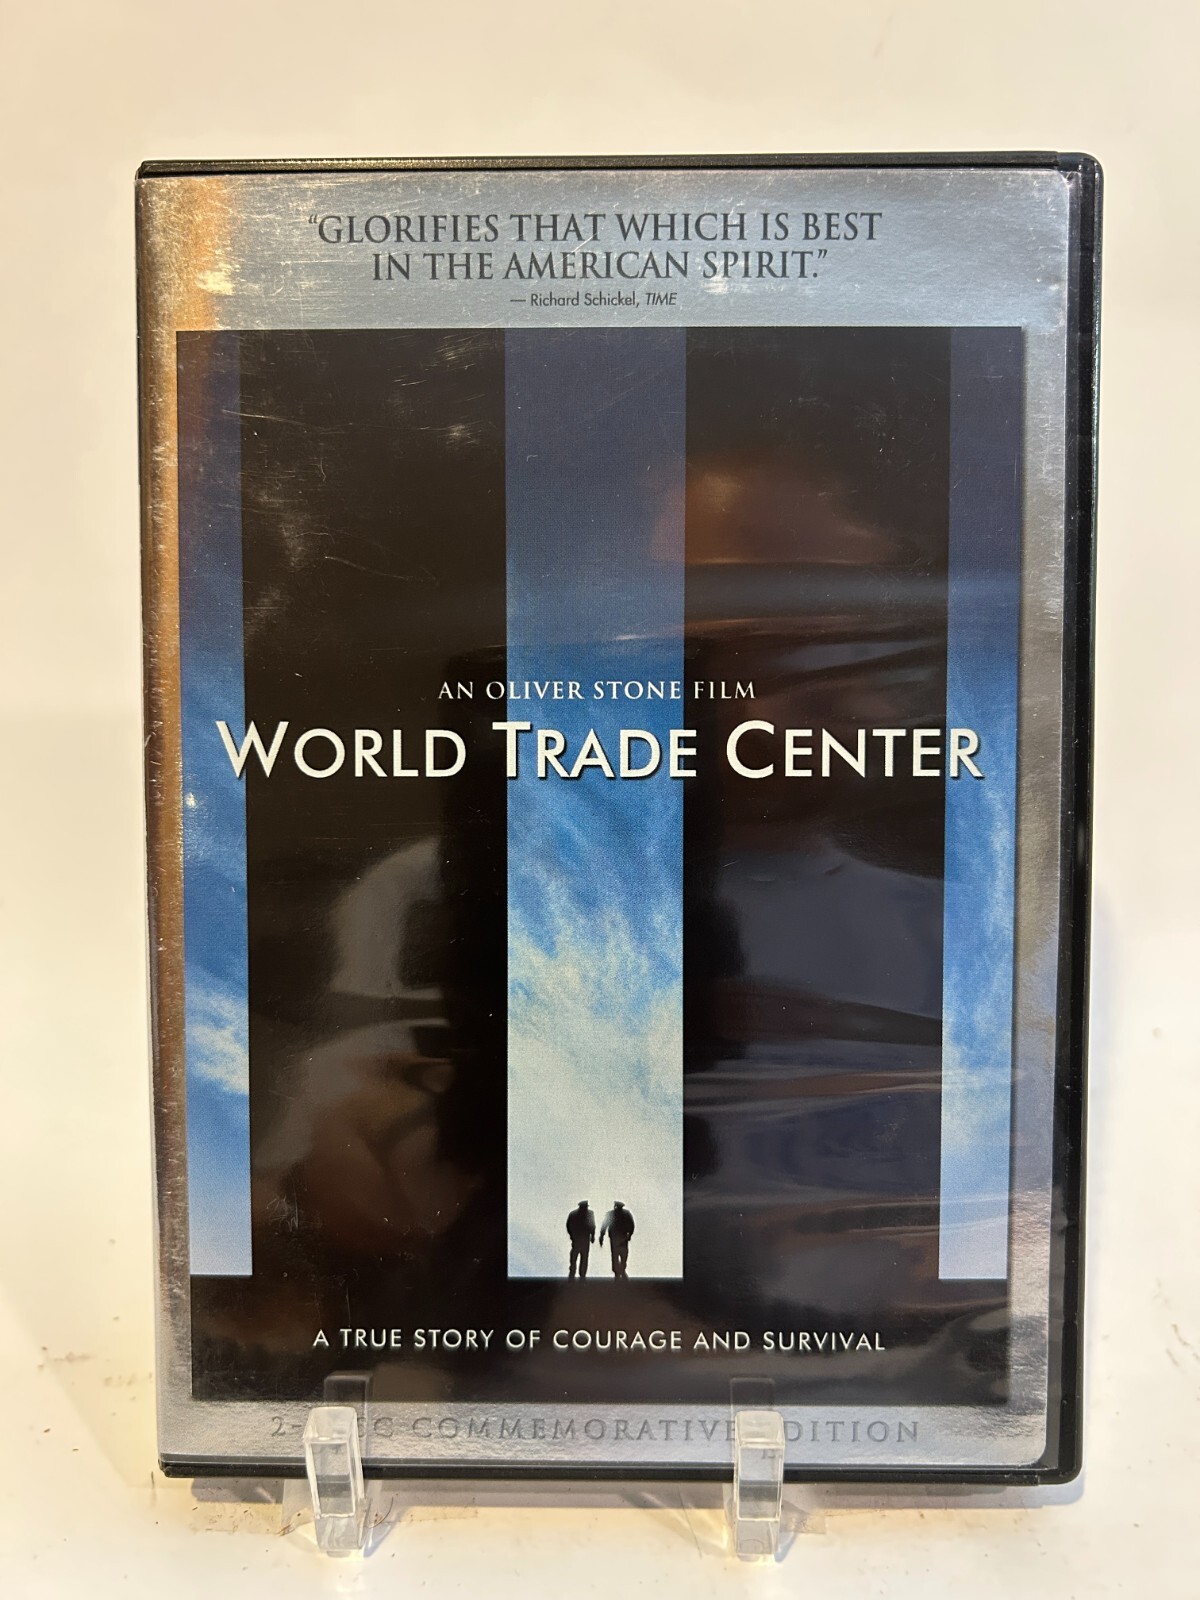 “GLORIFIES THAT WHICH IS BEST
IN THE AMERICAN SPIRIT.”
— Richard Schickel, TIME
AN OLIVER STONE FILM
WORLD TRADE CENTER
A TRUE STORY OF COURAGE AND SURVIVAL
COMMEMORATIVE